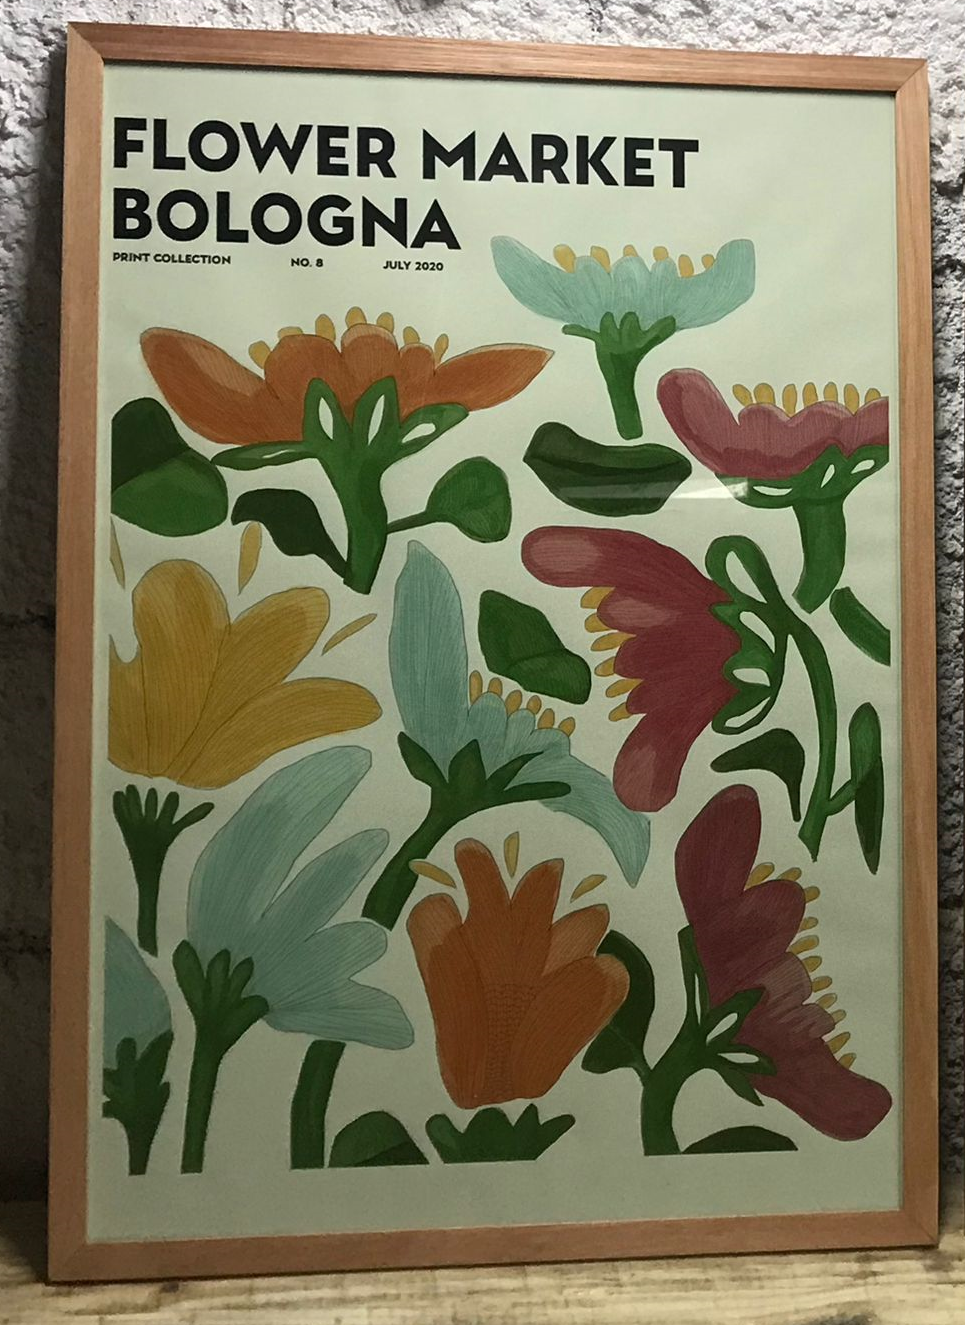 FLOWER MARKET
BOLOGNA
PRINT COLLECTION NO. 8 JULY 2020